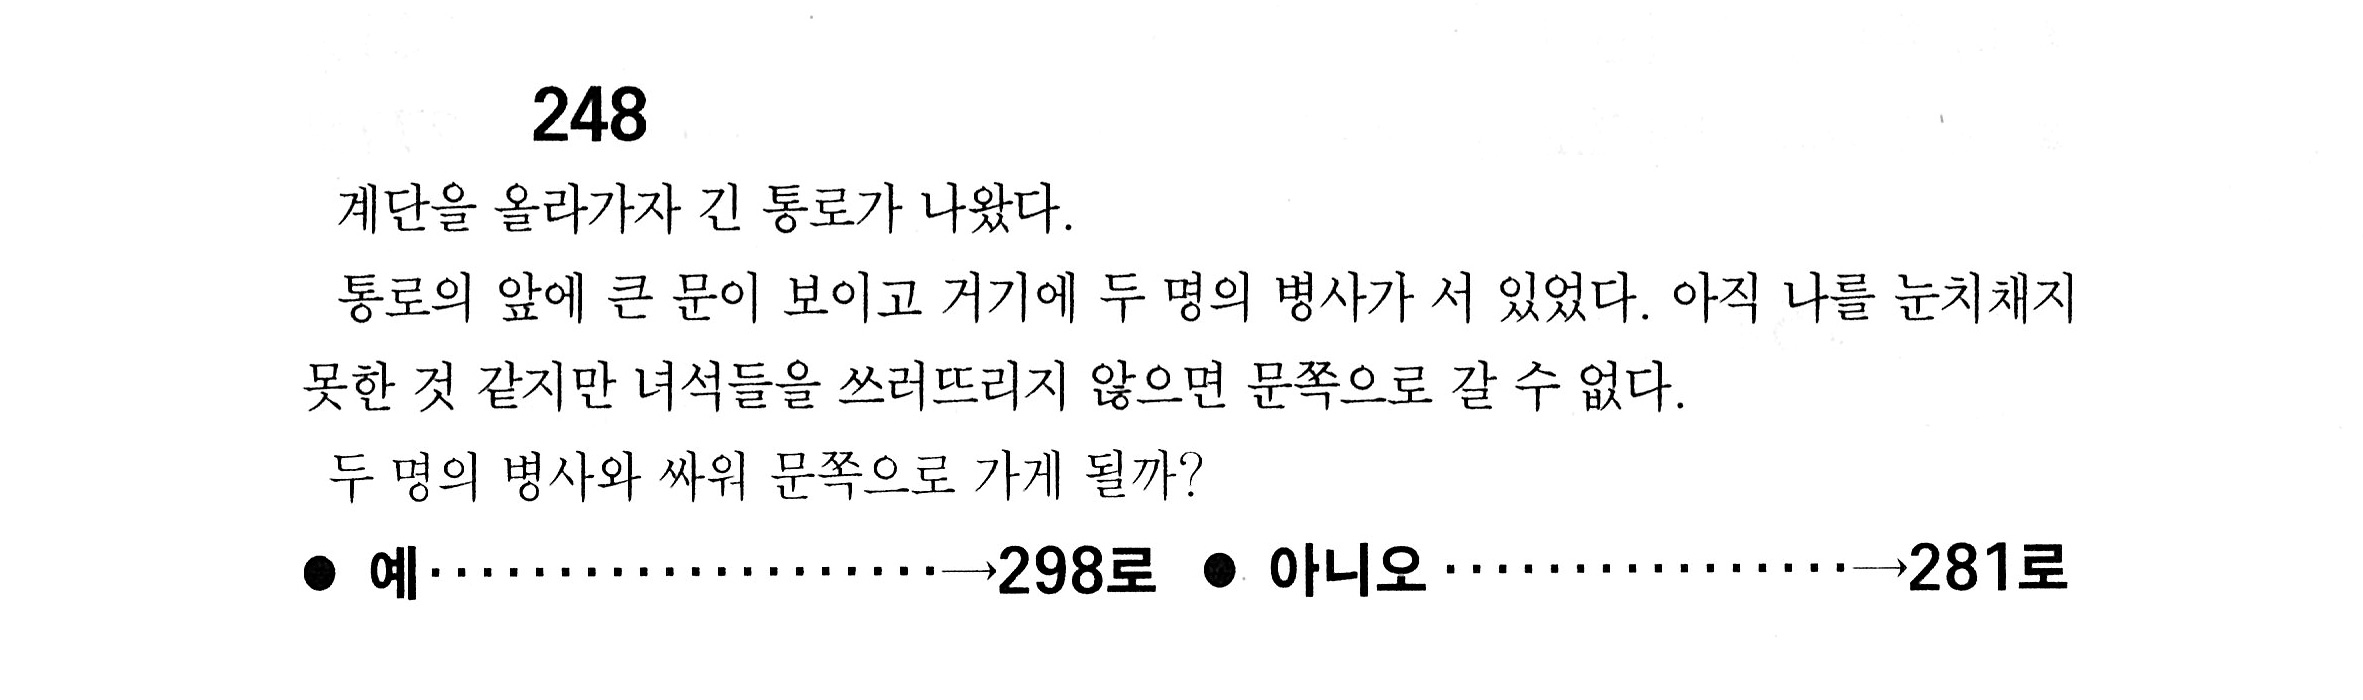 248
계단을 올라가자 긴 통로가 나왔다.
통로의 앞에 큰 문이 보이고 거기에 두 명의 병사가 서 있었다. 아직 나를 눈치채지
못한 것 같지만 녀석들을 쓰러뜨리지 않으면 문쪽으로 갈 수 없다.
두 명의 병사와 싸워 문쪽으로 가게 될까?
● 예····················→298로 ● 아니오················→281로